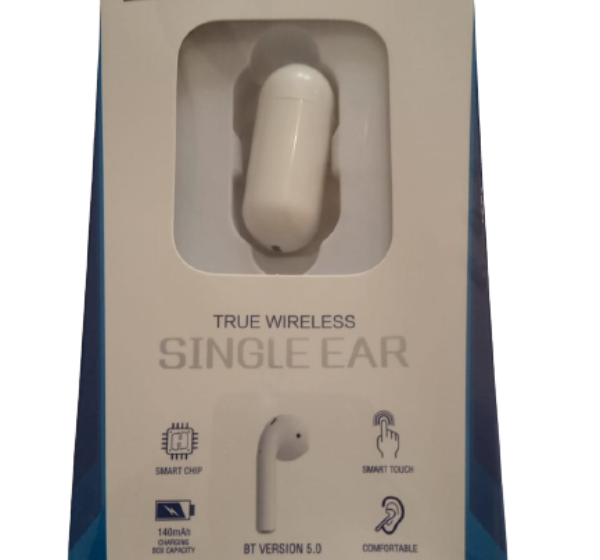 TRUE WIRELESS
SINGLE EAR
SMART CHIP
SMART TOUCH
140mAh
CHARGING
BOX CAPACITY
BT VERSION 5.0
COMFORTABLE